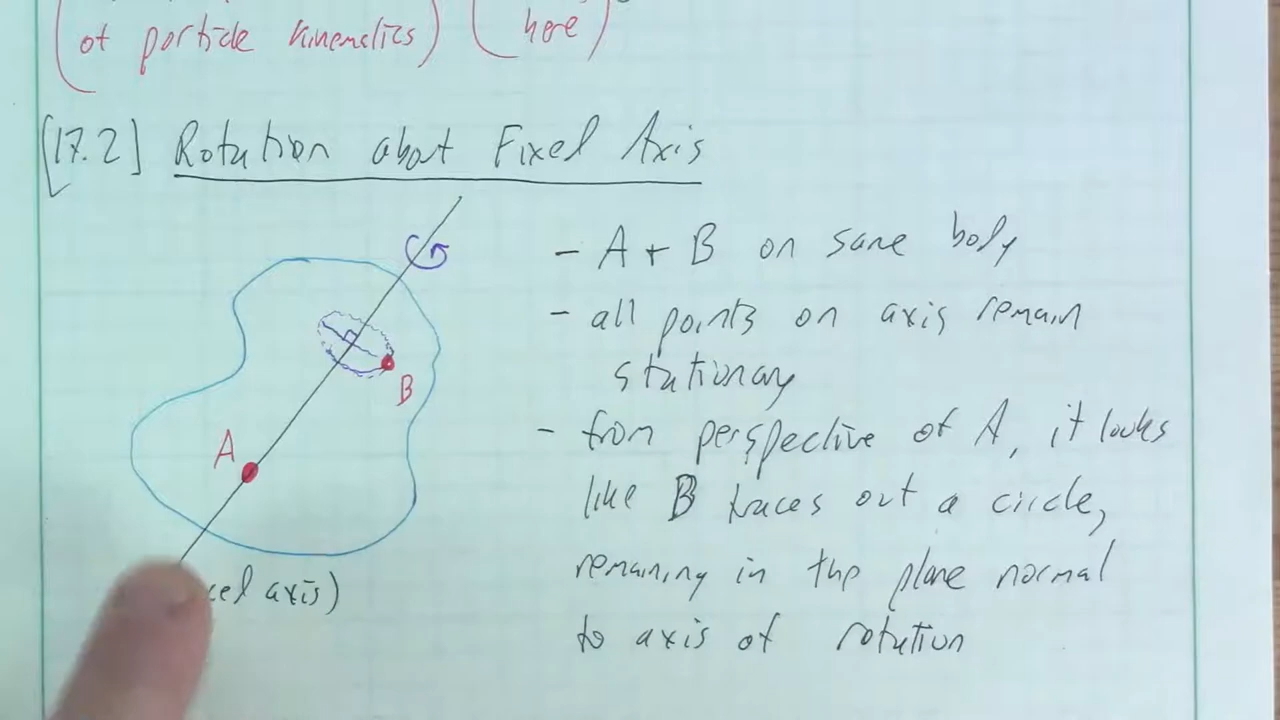 of particle kinematics)
here)
[17.2] Rotation about Fixed Axis
A
B
axis)
- A + B on same body
- all points on axis remain
stationary
- from perspective of A, it looks
like B traces out a circle,
remaining in the plane normal
to axis of rotation